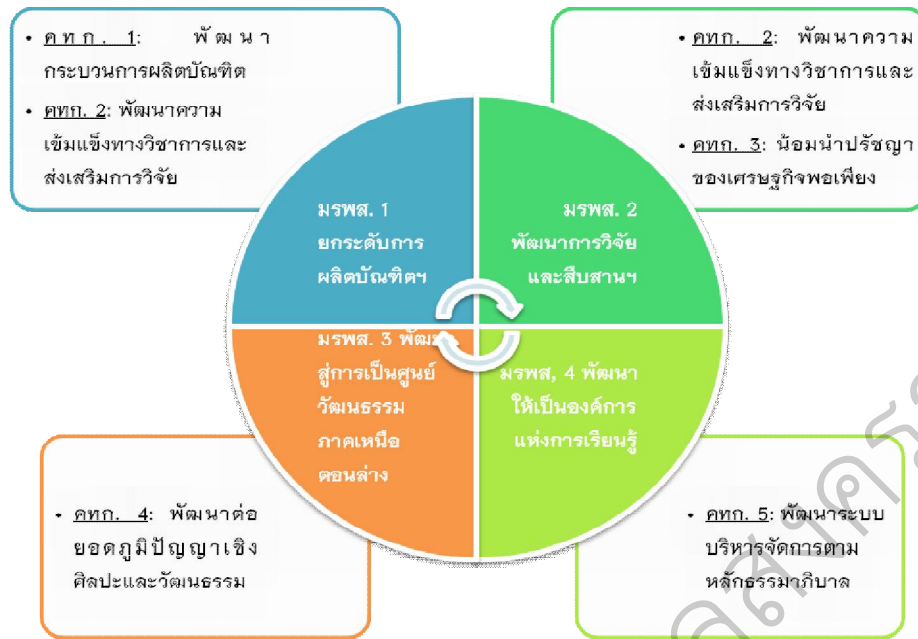 • คทก. 1: พัฒนา
กระบวนการผลิตบัณฑิต
• คทก. 2: พัฒนาความ
เข้มแข็งทางวิชาการและ
ส่งเสริมการวิจัย
• คทก. 2: พัฒนาความ
เข้มแข็งทางวิชาการและ
ส่งเสริมการวิจัย
• คทก. 3: น้อมนำปรัชญา
ของเศรษฐกิจพอเพียง
มรพส. 1
ยกระดับการ
ผลิตบัณฑิตฯ
มรพส. 2
พัฒนาการวิจัย
และสืบสานฯ
มรพส. 3
สู่การเป็นศูนย์
วัฒนธรรม
ภาคเหนือ
ตอนล่าง
มรพส, 4 พัฒนา
ให้เป็นองค์การ
แห่งการเรียนรู้
• คทก. 4: พัฒนาต่อ
ยอดภูมิปัญญาเชิง
ศิลปะและวัฒนธรรม
• คทก. 5: พัฒนาระบบ
บริหารจัดการตาม
หลักธรรมาภิบาล